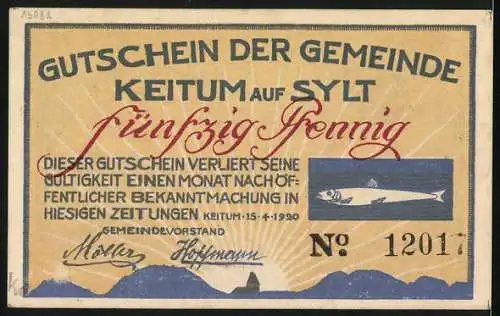 GUTSCHEIN DER GEMEINDE
KEITUM AUF SYLT
fünfzig Pfennig
DIESER GUTSCHEIN VERLIERT SEINE
GÜLTIGKEIT EINEN MONAT NACH ÖF-
FENTLICHER BEKANNTMACHUNG IN
HIESIGEN ZEITUNGEN KEITUM·15·4·1920
GEMEINDEVORSTAND
Möller Hoffmann
No 12017